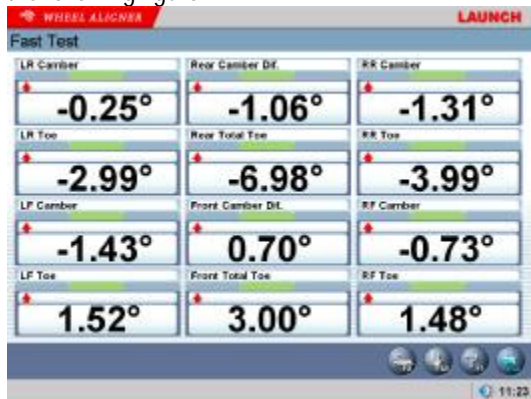 WHEEL ALIGNER
LAUNCH
Fast Test
LR Camber
Rear Camber Dif.
RR Camber
-0.25°
-1.06°
-1.31°
LR Toe
Rear Total Toe
RR Toe
-2.99°
-6.98°
-3.99°
LF Camber
Front Camber Dif.
RF Camber
-1.43°
0.70°
-0.73°
LF Toe
Front Total Toe
RF Toe
1.52°
3.00°
1.48°
11:23